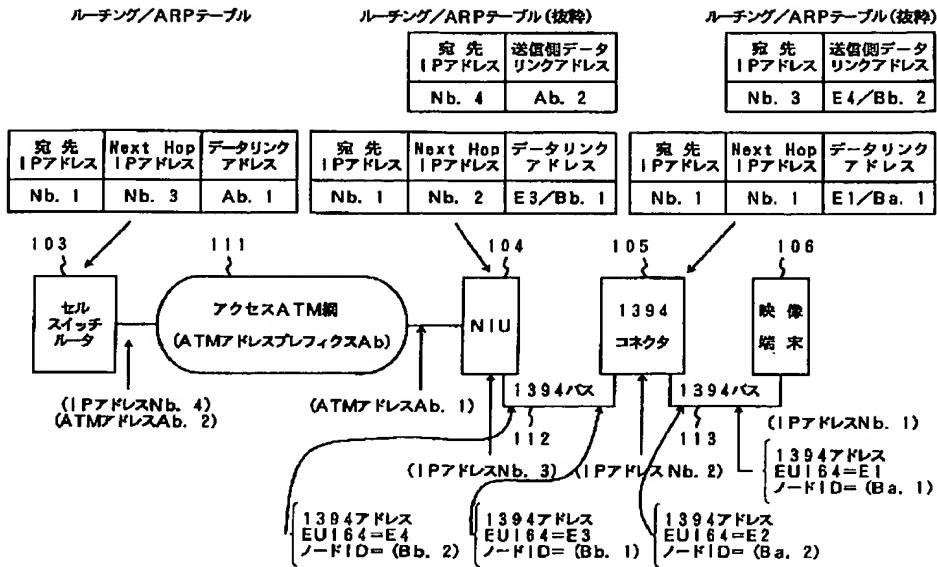 ルーチング／ARPテーブル
ルーチング／ARPテーブル(抜粋)
ルーチング／ARPテーブル(抜粋)
宛先IPアドレス 送信側データリンクアドレス
Nb. 4 Ab. 2
宛先IPアドレス 送信側データリンクアドレス
Nb. 3 E4／Bb. 2
宛先IPアドレス Next Hop IPアドレス データリンクアドレス
Nb. 1 Nb. 3 Ab. 1
宛先IPアドレス Next Hop IPアドレス データリンクアドレス
Nb. 1 Nb. 2 E3／Bb. 1
宛先IPアドレス Next Hop IPアドレス データリンクアドレス
Nb. 1 Nb. 1 E1／Ba. 1
103
111
104
105
106
セル
スイッチ
ルータ
アクセスATM網
(ATMアドレスプレフィクスAb)
NIU
1394
コネクタ
映像
端末
1394バス
1394バス
112
113
(IPアドレスNb. 4)
(ATMアドレスAb. 2)
(ATMアドレスAb. 1)
(IPアドレスNb. 3)
(IPアドレスNb. 2)
(IPアドレスNb. 1)
1394アドレス
EUI64=E1
ノードID=(Ba. 1)
1394アドレス
EUI64=E4
ノードID=(Bb. 2)
1394アドレス
EUI64=E3
ノードID=(Bb. 1)
1394アドレス
EUI64=E2
ノードID=(Ba. 2)